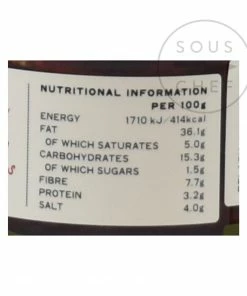 SOUS
CHEF
NUTRITIONAL INFORMATION
PER 100g
ENERGY 1710 kJ/414kcal
FAT 36.1g
OF WHICH SATURATES 5.0g
CARBOHYDRATES 15.3g
OF WHICH SUGARS 1.5g
FIBRE 7.7g
PROTEIN 3.2g
SALT 4.0g